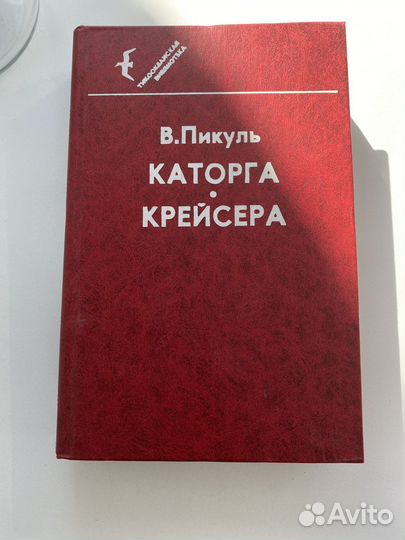 ТИХООКЕАНСКАЯ
БИБЛИОТЕКА
В.Пикуль
КАТОРГА
•
КРЕЙСЕРА
Avito